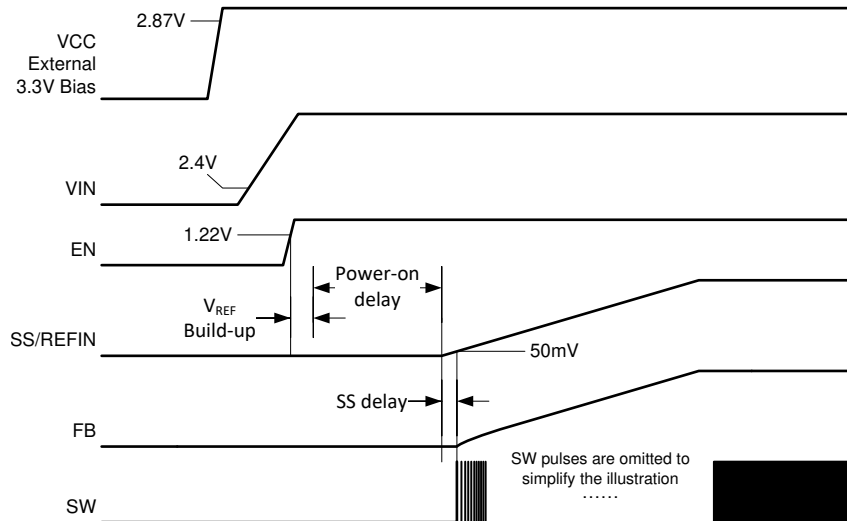 2.87V
VCC
External
3.3V Bias
2.4V
VIN
1.22V
EN
Power-on
delay
VREF
Build-up
SS/REFIN
50mV
SS delay
FB
SW pulses are omitted to
simplify the illustration
......
SW